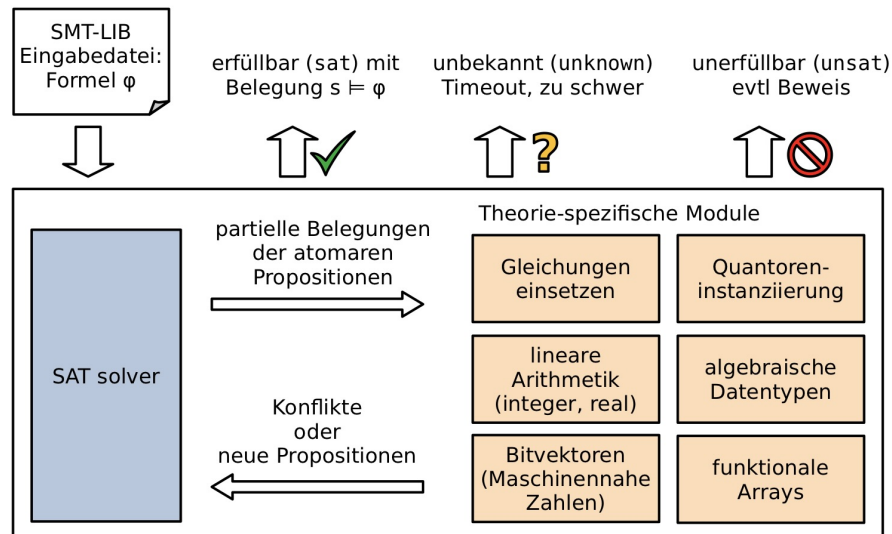 SMT-LIB
Eingabedatei:
Formel φ
erfüllbar (sat) mit
Belegung s ⊨ φ
unbekannt (unknown)
Timeout, zu schwer
unerfüllbar (unsat)
evtl Beweis
?
SAT solver
partielle Belegungen
der atomaren
Propositionen
Konflikte
oder
neue Propositionen
Theorie-spezifische Module
Gleichungen
einsetzen
Quantoren-
instanziierung
lineare
Arithmetik
(integer, real)
algebraische
Datentypen
Bitvektoren
(Maschinennahe
Zahlen)
funktionale
Arrays